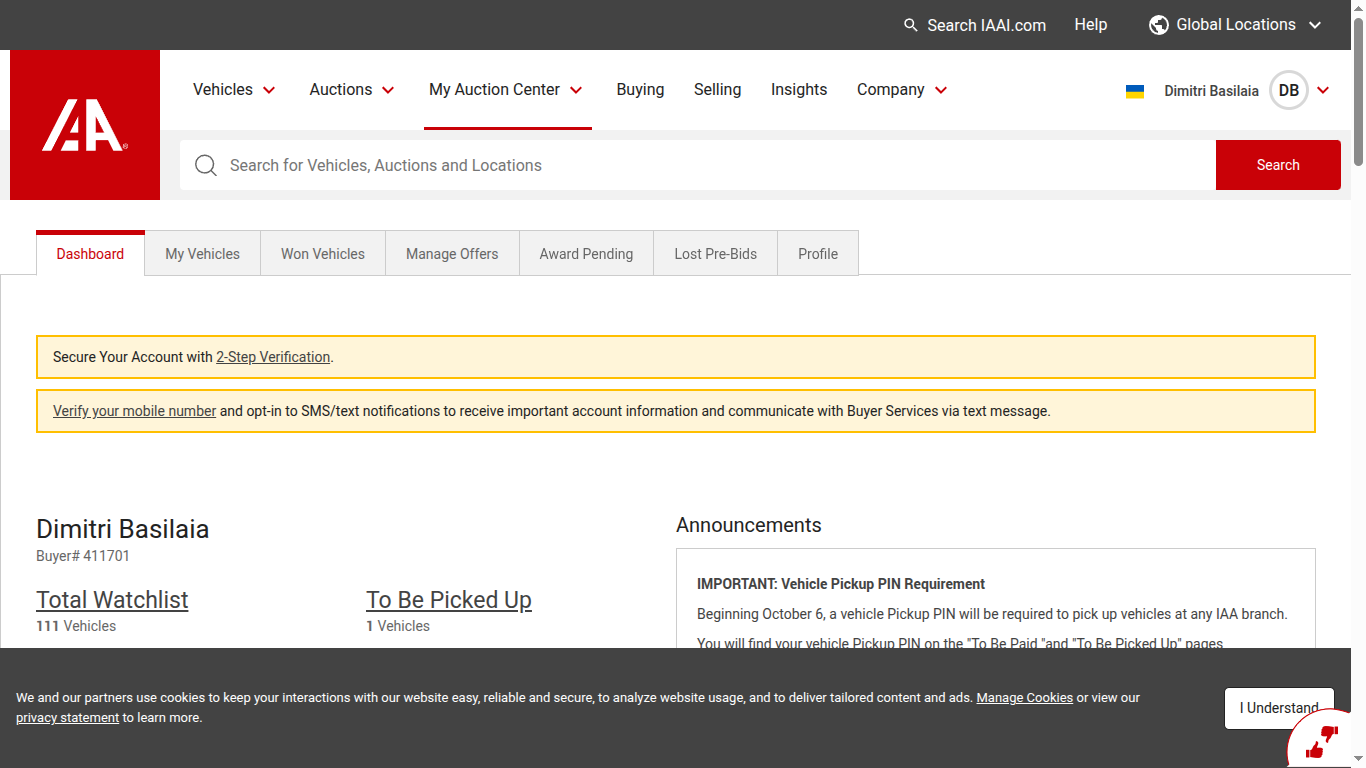 Search IAAI.com Help Global Locations
IAA
Vehicles Auctions My Auction Center Buying Selling Insights Company Dimitri Basilaia DB
Search for Vehicles, Auctions and Locations Search
Dashboard My Vehicles Won Vehicles Manage Offers Award Pending Lost Pre-Bids Profile
Secure Your Account with 2-Step Verification.
Verify your mobile number and opt-in to SMS/text notifications to receive important account information and communicate with Buyer Services via text message.
Dimitri Basilaia
Buyer# 411701
Total Watchlist
111 Vehicles
To Be Picked Up
1 Vehicles
Announcements
IMPORTANT: Vehicle Pickup PIN Requirement
Beginning October 6, a vehicle Pickup PIN will be required to pick up vehicles at any IAA branch.
You will find your vehicle Pickup PIN on the "To Be Paid "and "To Be Picked Up" pages
We and our partners use cookies to keep your interactions with our website easy, reliable and secure, to analyze website usage, and to deliver tailored content and ads. Manage Cookies or view our
privacy statement to learn more.
I Understand